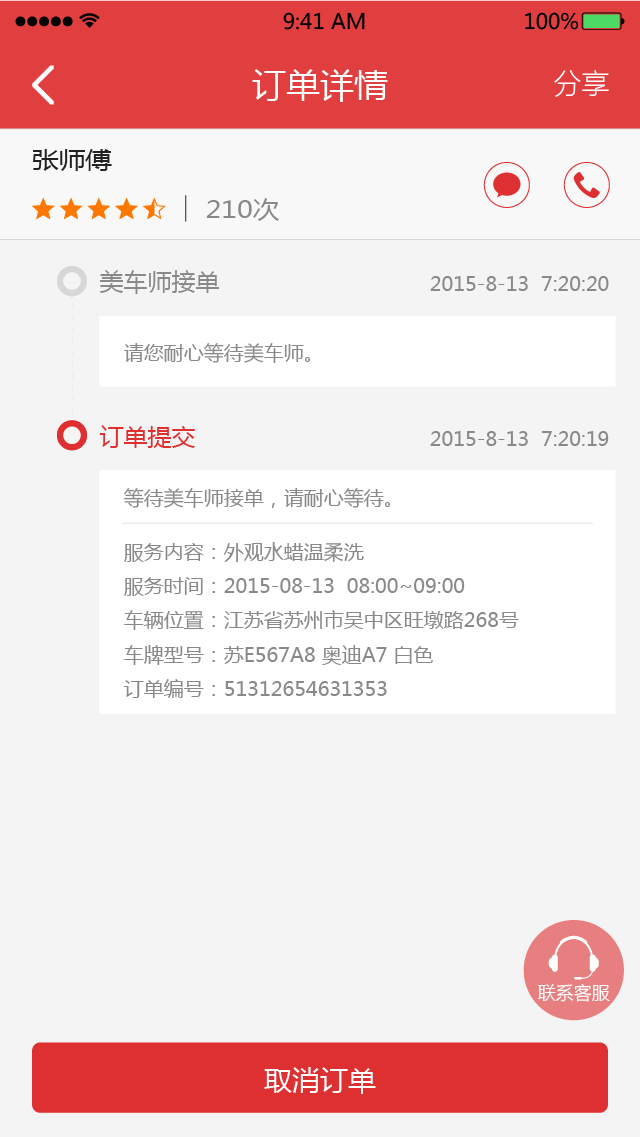 9:41 AM 100%
订单详情 分享
张师傅
210次
美车师接单 2015-8-13 7:20:20
请您耐心等待美车师。
订单提交 2015-8-13 7:20:19
等待美车师接单，请耐心等待。
服务内容：外观水蜡温柔洗
服务时间：2015-08-13 08:00~09:00
车辆位置：江苏省苏州市吴中区旺墩路268号
车牌型号：苏E567A8 奥迪A7 白色
订单编号：51312654631353
联系客服
取消订单